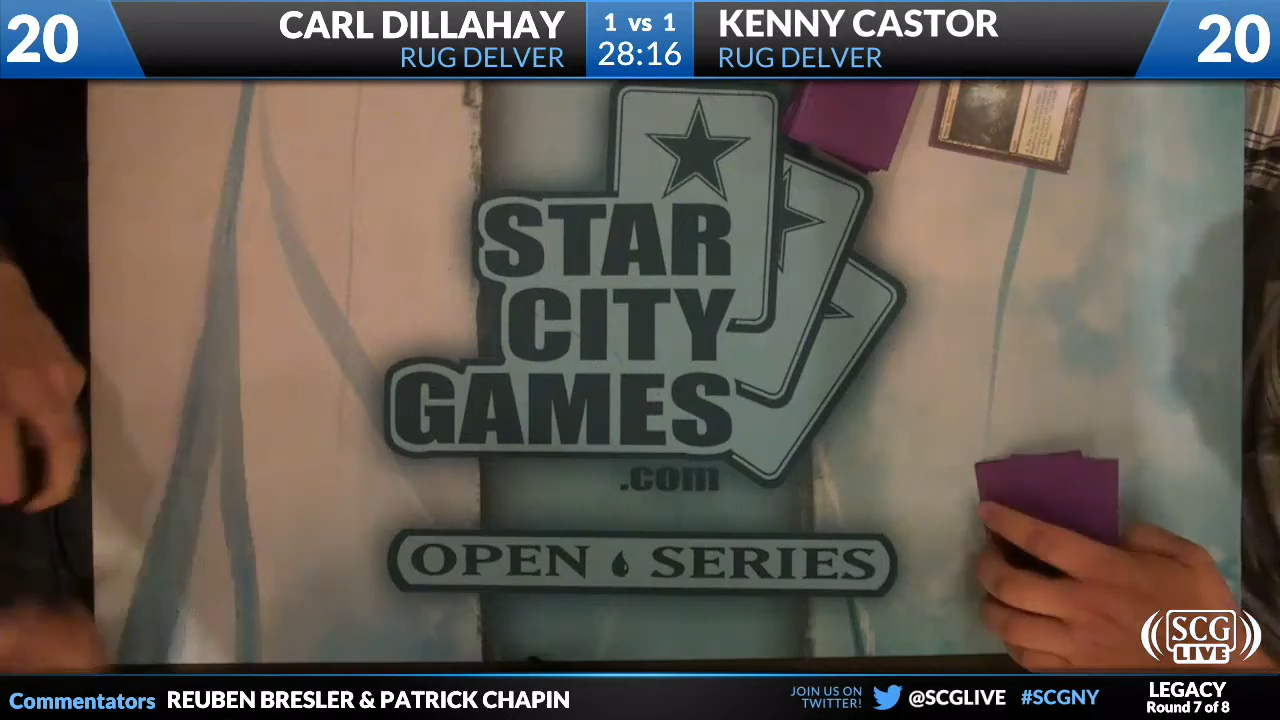 20
CARL DILLAHAY
RUG DELVER
1 vs 1
28:16
KENNY CASTOR
RUG DELVER
20
STAR
CITY
GAMES
.com
OPEN SERIES
SCG
LIVE
Commentators REUBEN BRESLER & PATRICK CHAPIN
JOIN US ON
TWITTER!
@SCGLIVE #SCGNY
LEGACY
Round 7 of 8